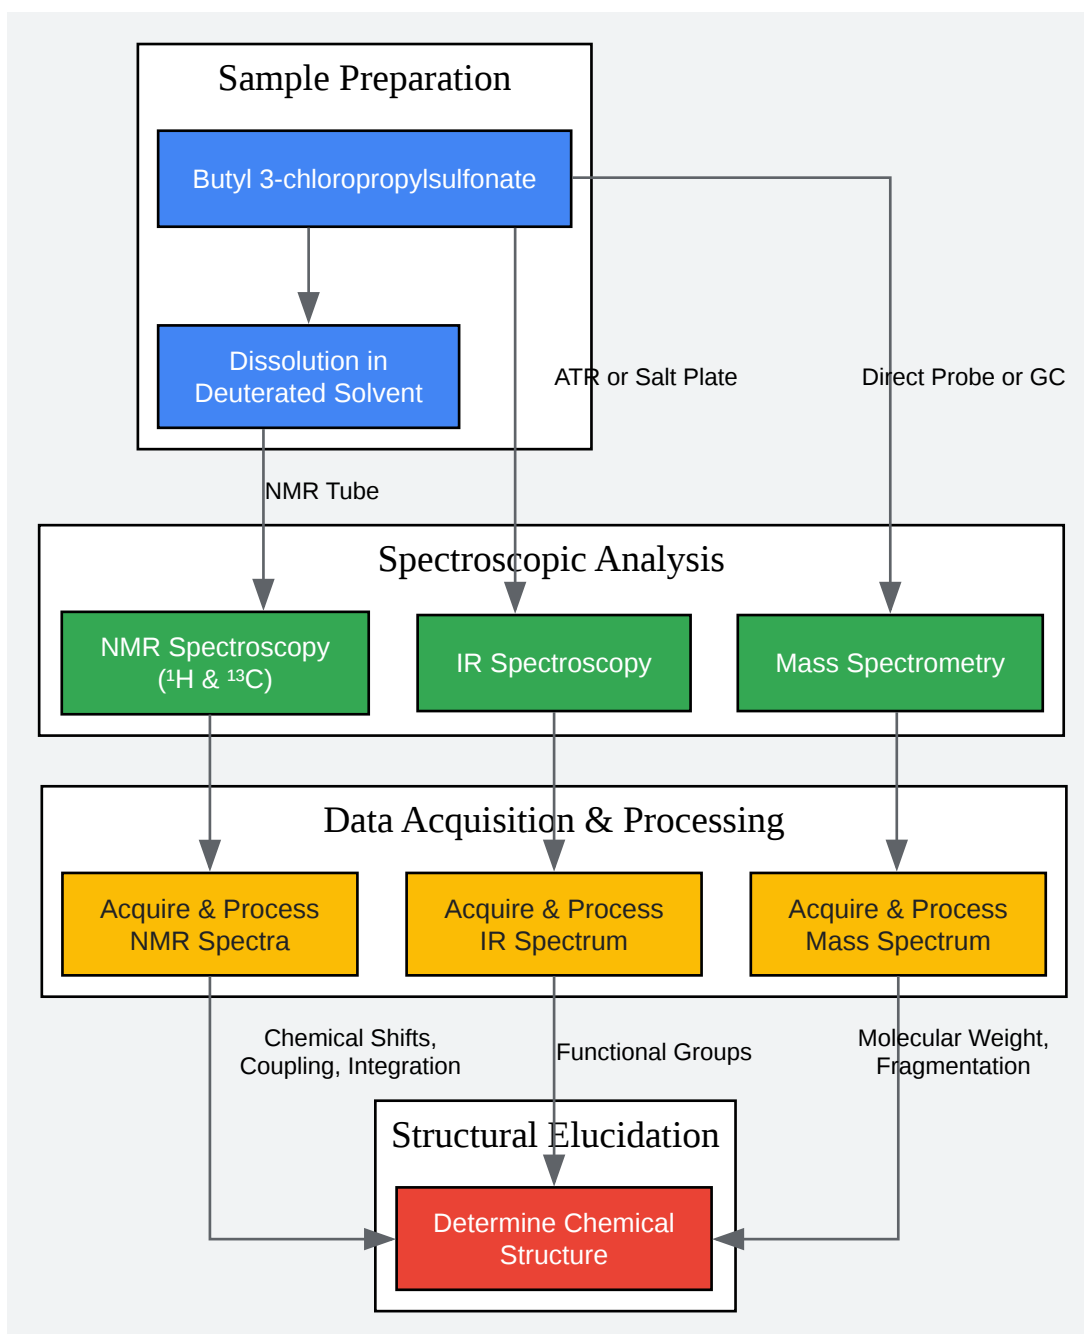 Sample Preparation
Butyl 3-chloropropylsulfonate
Dissolution in
Deuterated Solvent
ATR or Salt Plate
Direct Probe or GC
NMR Tube
Spectroscopic Analysis
NMR Spectroscopy
(¹H & ¹³C)
IR Spectroscopy
Mass Spectrometry
Data Acquisition & Processing
Acquire & Process
NMR Spectra
Acquire & Process
IR Spectrum
Acquire & Process
Mass Spectrum
Chemical Shifts,
Coupling, Integration
Functional Groups
Molecular Weight,
Fragmentation
Structural Elucidation
Determine Chemical
Structure